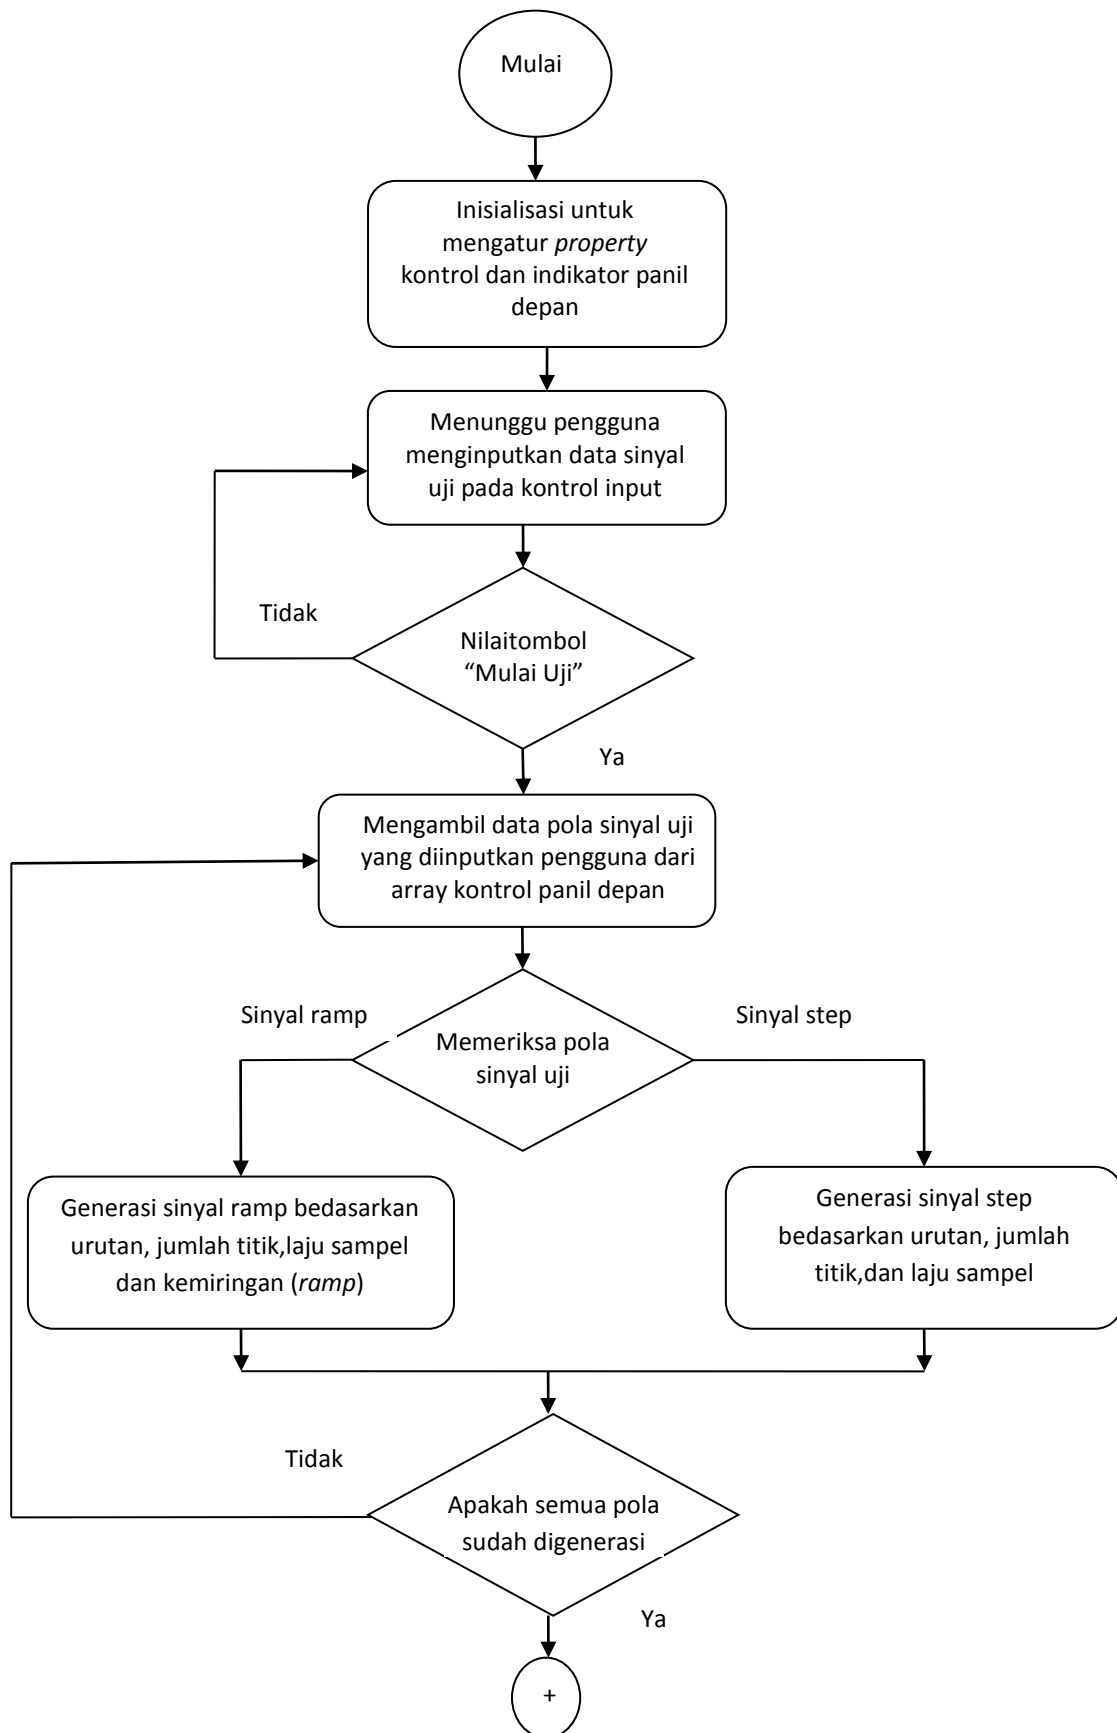 Mulai
Inisialisasi untuk
mengatur property
kontrol dan indikator panil
depan
Menunggu pengguna
menginputkan data sinyal
uji pada kontrol input
Tidak
Nilaitombol
“Mulai Uji”
Ya
Mengambil data pola sinyal uji
yang diinputkan pengguna dari
array kontrol panil depan
Sinyal ramp
Sinyal step
Memeriksa pola
sinyal uji
Generasi sinyal ramp bedasarkan
urutan, jumlah titik,laju sampel
dan kemiringan (ramp)
Generasi sinyal step
bedasarkan urutan, jumlah
titik,dan laju sampel
Tidak
Apakah semua pola
sudah digenerasi
Ya
+